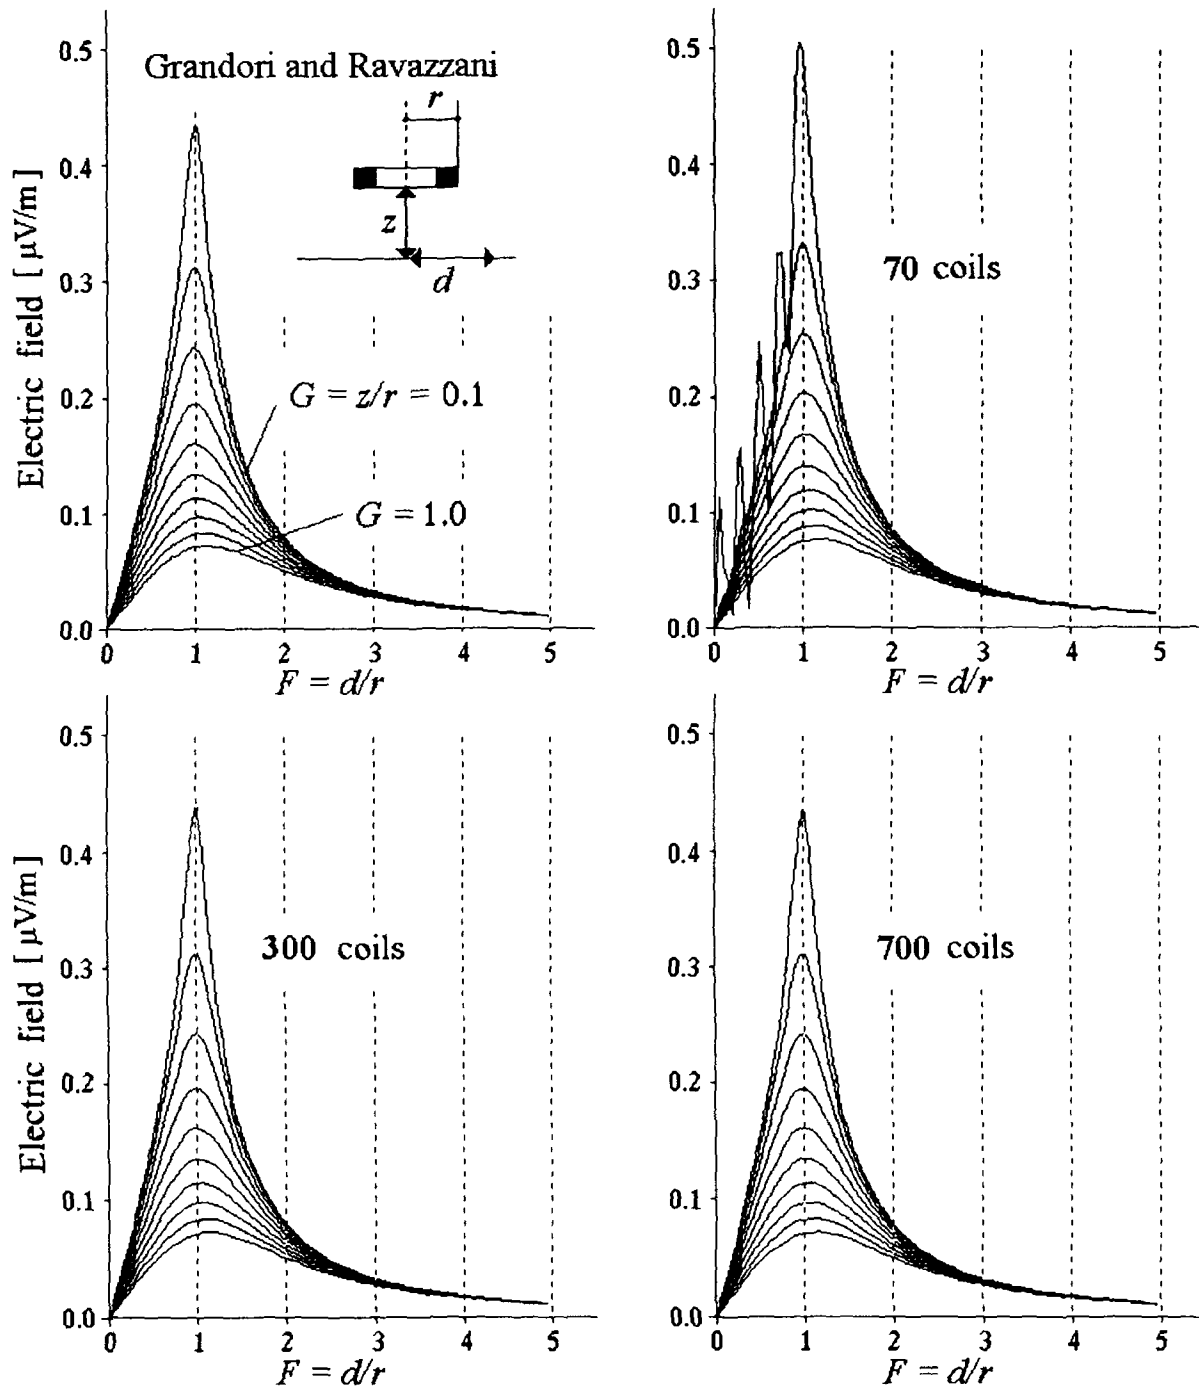 Grandori and Ravazzani
Electric field [ μV/m]
0.5
0.4
0.3
0.2
0.1
0.0
r
z
d
G = z/r = 0.1
G = 1.0
0 1 2 3 4 5
F = d/r
0.5
0.4
0.3
0.2
0.1
0.0
70 coils
0 1 2 3 4 5
F = d/r
Electric field [ μV/m]
0.5
0.4
0.3
0.2
0.1
0.0
300 coils
0 1 2 3 4 5
F = d/r
0.5
0.4
0.3
0.2
0.1
0.0
700 coils
0 1 2 3 4 5
F = d/r